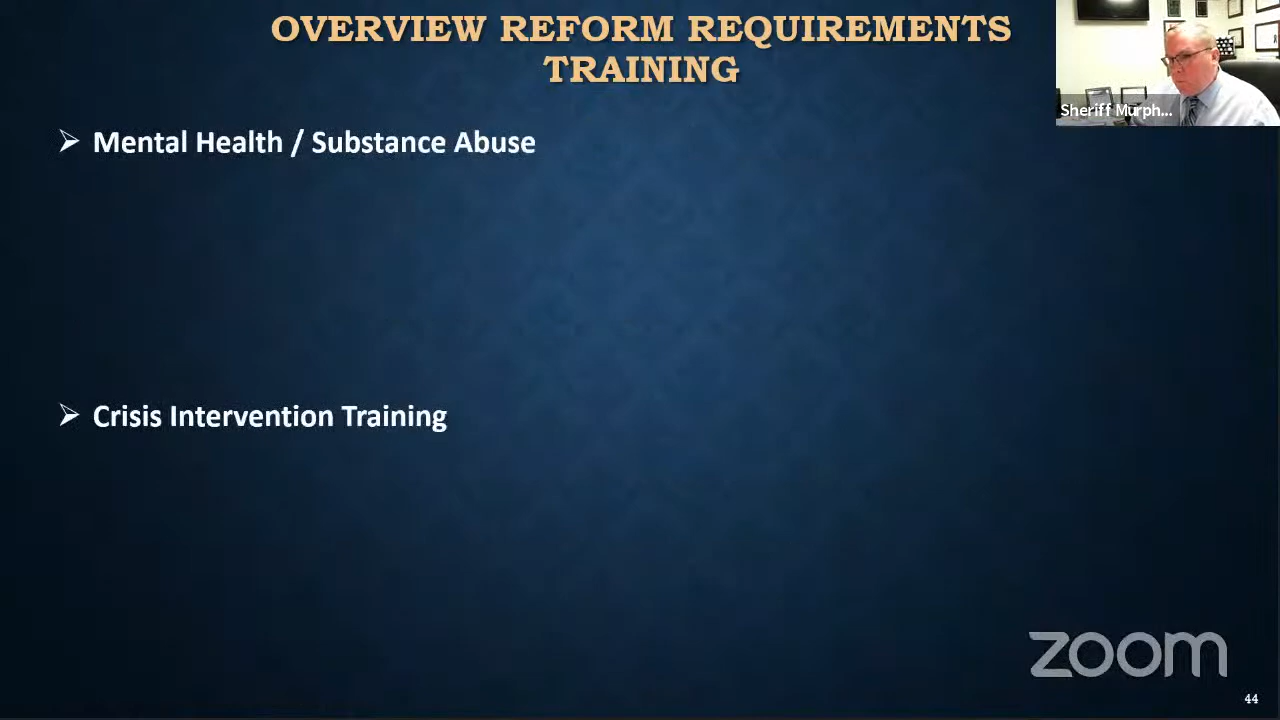 OVERVIEW REFORM REQUIREMENTS
TRAINING
Sheriff Murph...
Mental Health / Substance Abuse
Crisis Intervention Training
zoom
44